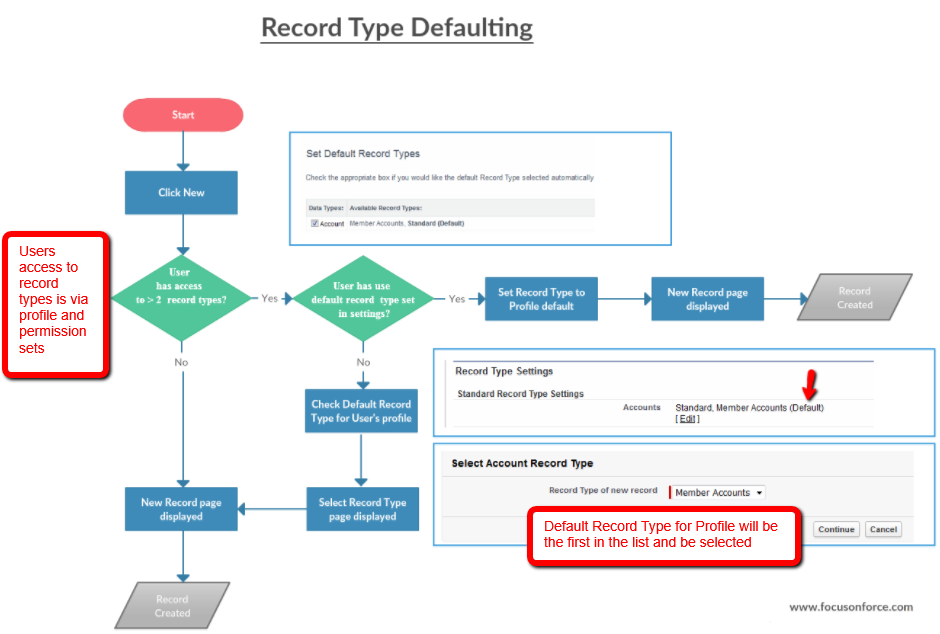 Record Type Defaulting
Start
Click New
Set Default Record Types
Check the appropriate box if you would like the default Record Type selected automatically
Data Types: Available Record Types:
Account Member Accounts, Standard (Default)
Users
access to
record
types is via
profile and
permission
sets
User
has access
to > 2 record types?
Yes
User has use
default record type set
in settings?
Yes
Set Record Type to
Profile default
New Record page
displayed
Record
Created
No
No
Check Default Record
Type for User's profile
Record Type Settings
Standard Record Type Settings
Accounts Standard, Member Accounts (Default)
[ Edit ]
New Record page
displayed
Select Record Type
page displayed
Select Account Record Type
Record Type of new record Member Accounts
Default Record Type for Profile will be
the first in the list and be selected
Continue Cancel
Record
Created
www.focusonforce.com